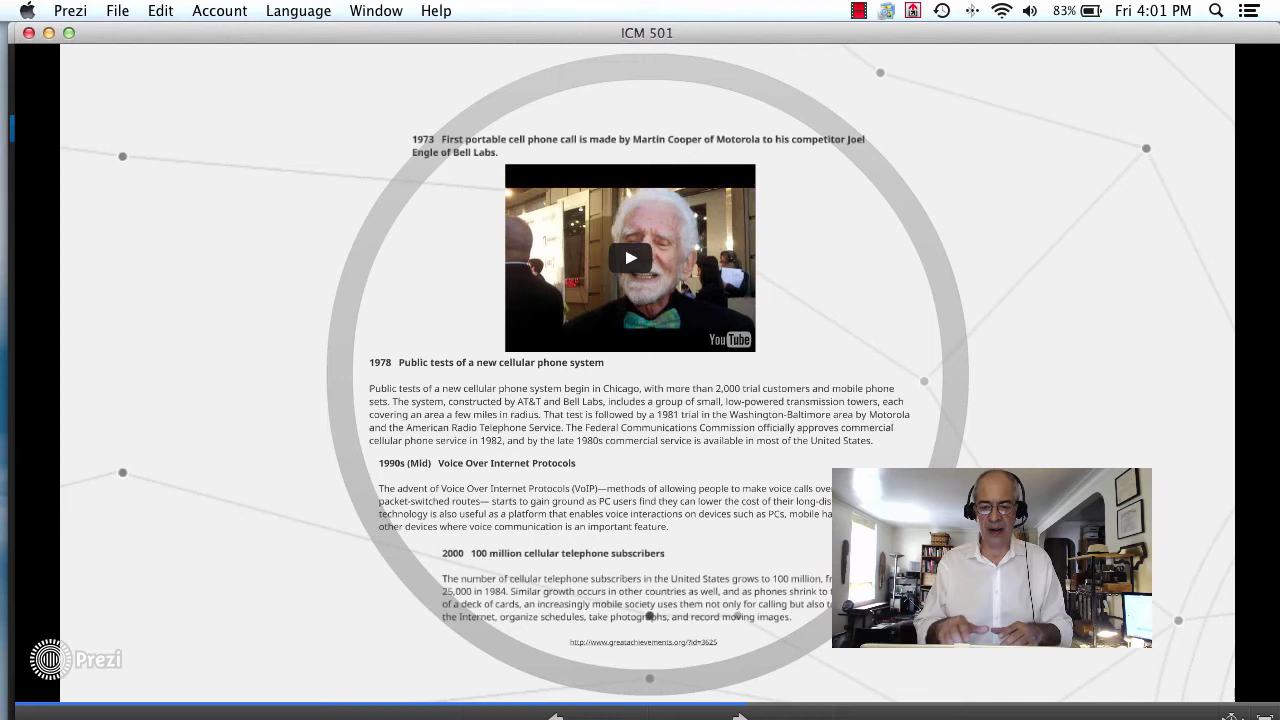 Prezi File Edit Account Language Window Help 83% Fri 4:01 PM
ICM 501
1973 First portable cell phone call is made by Martin Cooper of Motorola to his competitor Joel
Engle of Bell Labs.
YouTube
1978 Public tests of a new cellular phone system
Public tests of a new cellular phone system begin in Chicago, with more than 2,000 trial customers and mobile phone
sets. The system, constructed by AT&T and Bell Labs, includes a group of small, low-powered transmission towers, each
covering an area a few miles in radius. That test is followed by a 1981 trial in the Washington-Baltimore area by Motorola
and the American Radio Telephone Service. The Federal Communications Commission officially approves commercial
cellular phone service in 1982, and by the late 1980s commercial service is available in most of the United States.
1990s (Mid) Voice Over Internet Protocols
The advent of Voice Over Internet Protocols (VoIP)—methods of allowing people to make voice calls over
packet-switched routes— starts to gain ground as PC users find they can lower the cost of their long-dis
technology is also useful as a platform that enables voice interactions on devices such as PCs, mobile ha
other devices where voice communication is an important feature.
2000 100 million cellular telephone subscribers
The number of cellular telephone subscribers in the United States grows to 100 million, fr
25,000 in 1984. Similar growth occurs in other countries as well, and as phones shrink to
of a deck of cards, an increasingly mobile society uses them not only for calling but also to
the Internet, organize schedules, take photographs, and record moving images.
http://www.greatachievements.org/?id=3625
Prezi